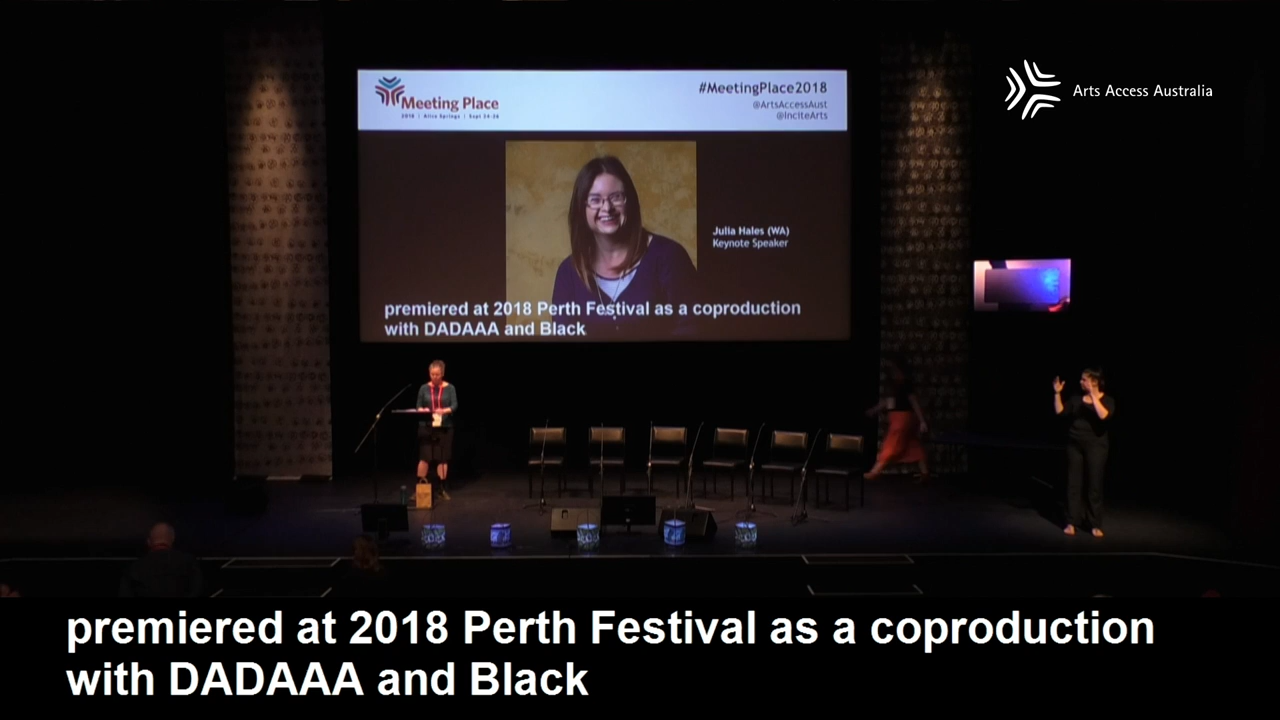 Meeting Place
2018 | Alice Springs | Sept 24-26
#MeetingPlace2018
@ArtsAccessAust
@InciteArts
Arts Access Australia
Julia Hales (WA)
Keynote Speaker
premiered at 2018 Perth Festival as a coproduction
with DADAAA and Black
premiered at 2018 Perth Festival as a coproduction
with DADAAA and Black